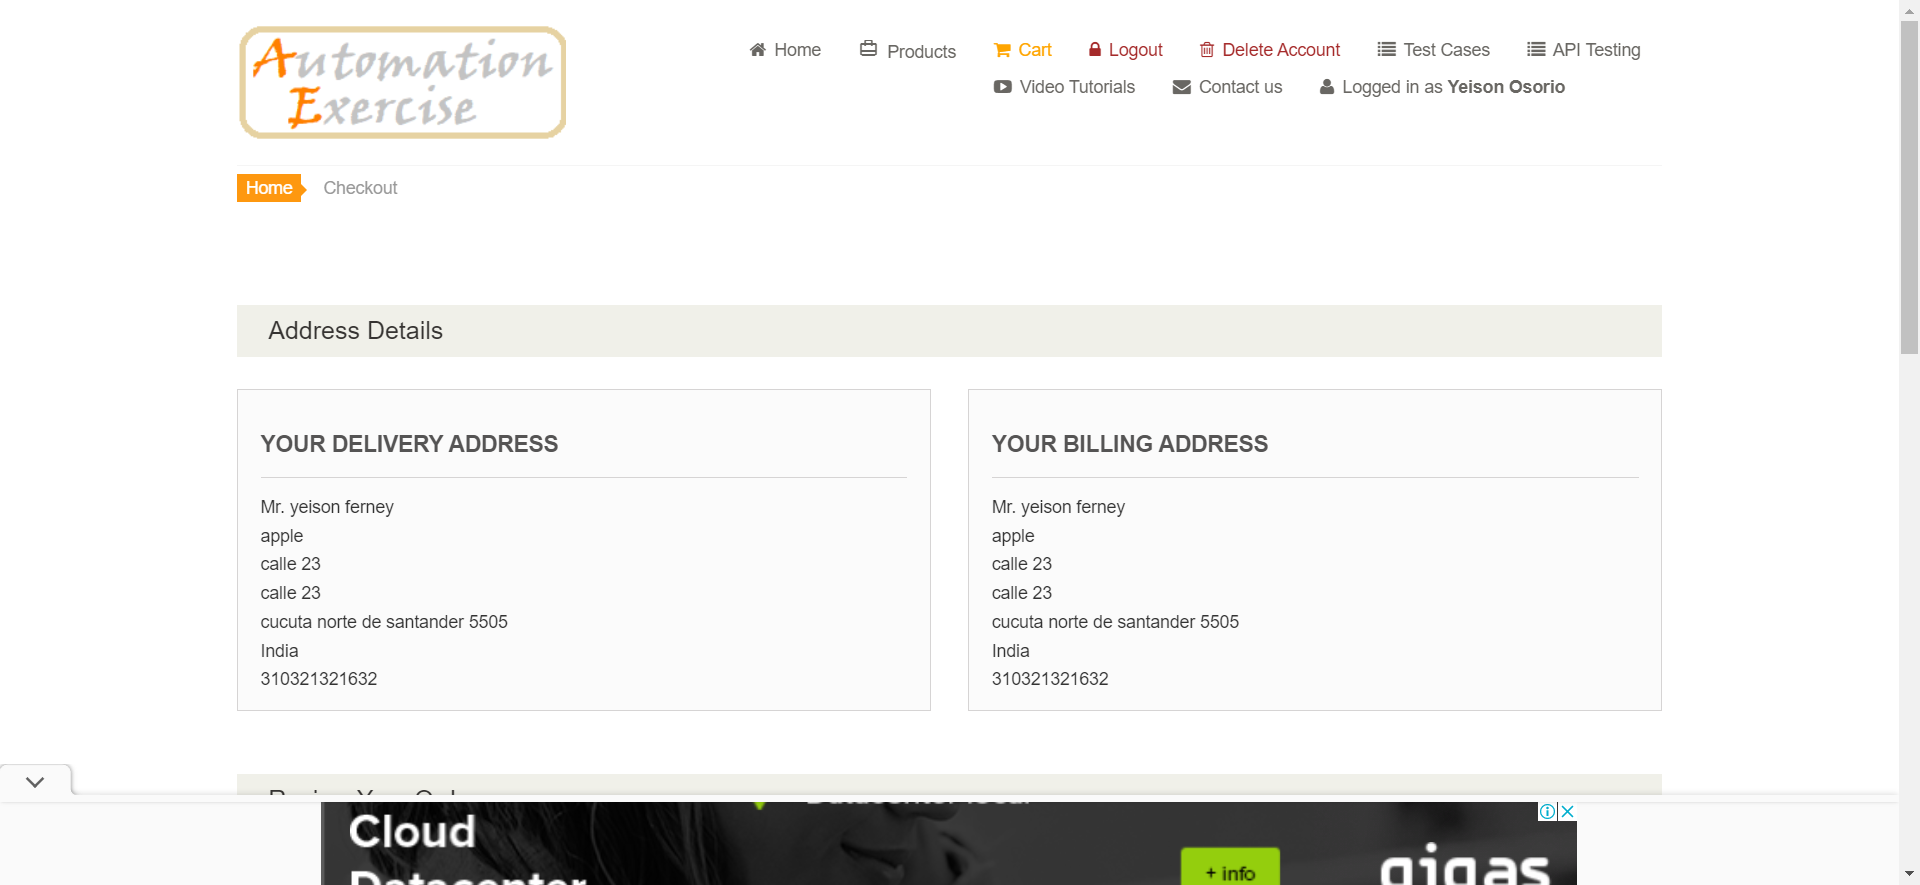 Automation
Exercise
Home
Products
Cart
Logout
Delete Account
Test Cases
API Testing
Video Tutorials
Contact us
Logged in as Yeison Osorio
Home
Checkout
Address Details
YOUR DELIVERY ADDRESS
Mr. yeison ferney
apple
calle 23
calle 23
cucuta norte de santander 5505
India
310321321632
YOUR BILLING ADDRESS
Mr. yeison ferney
apple
calle 23
calle 23
cucuta norte de santander 5505
India
310321321632
Cloud
Datacenter
+ info
gigas